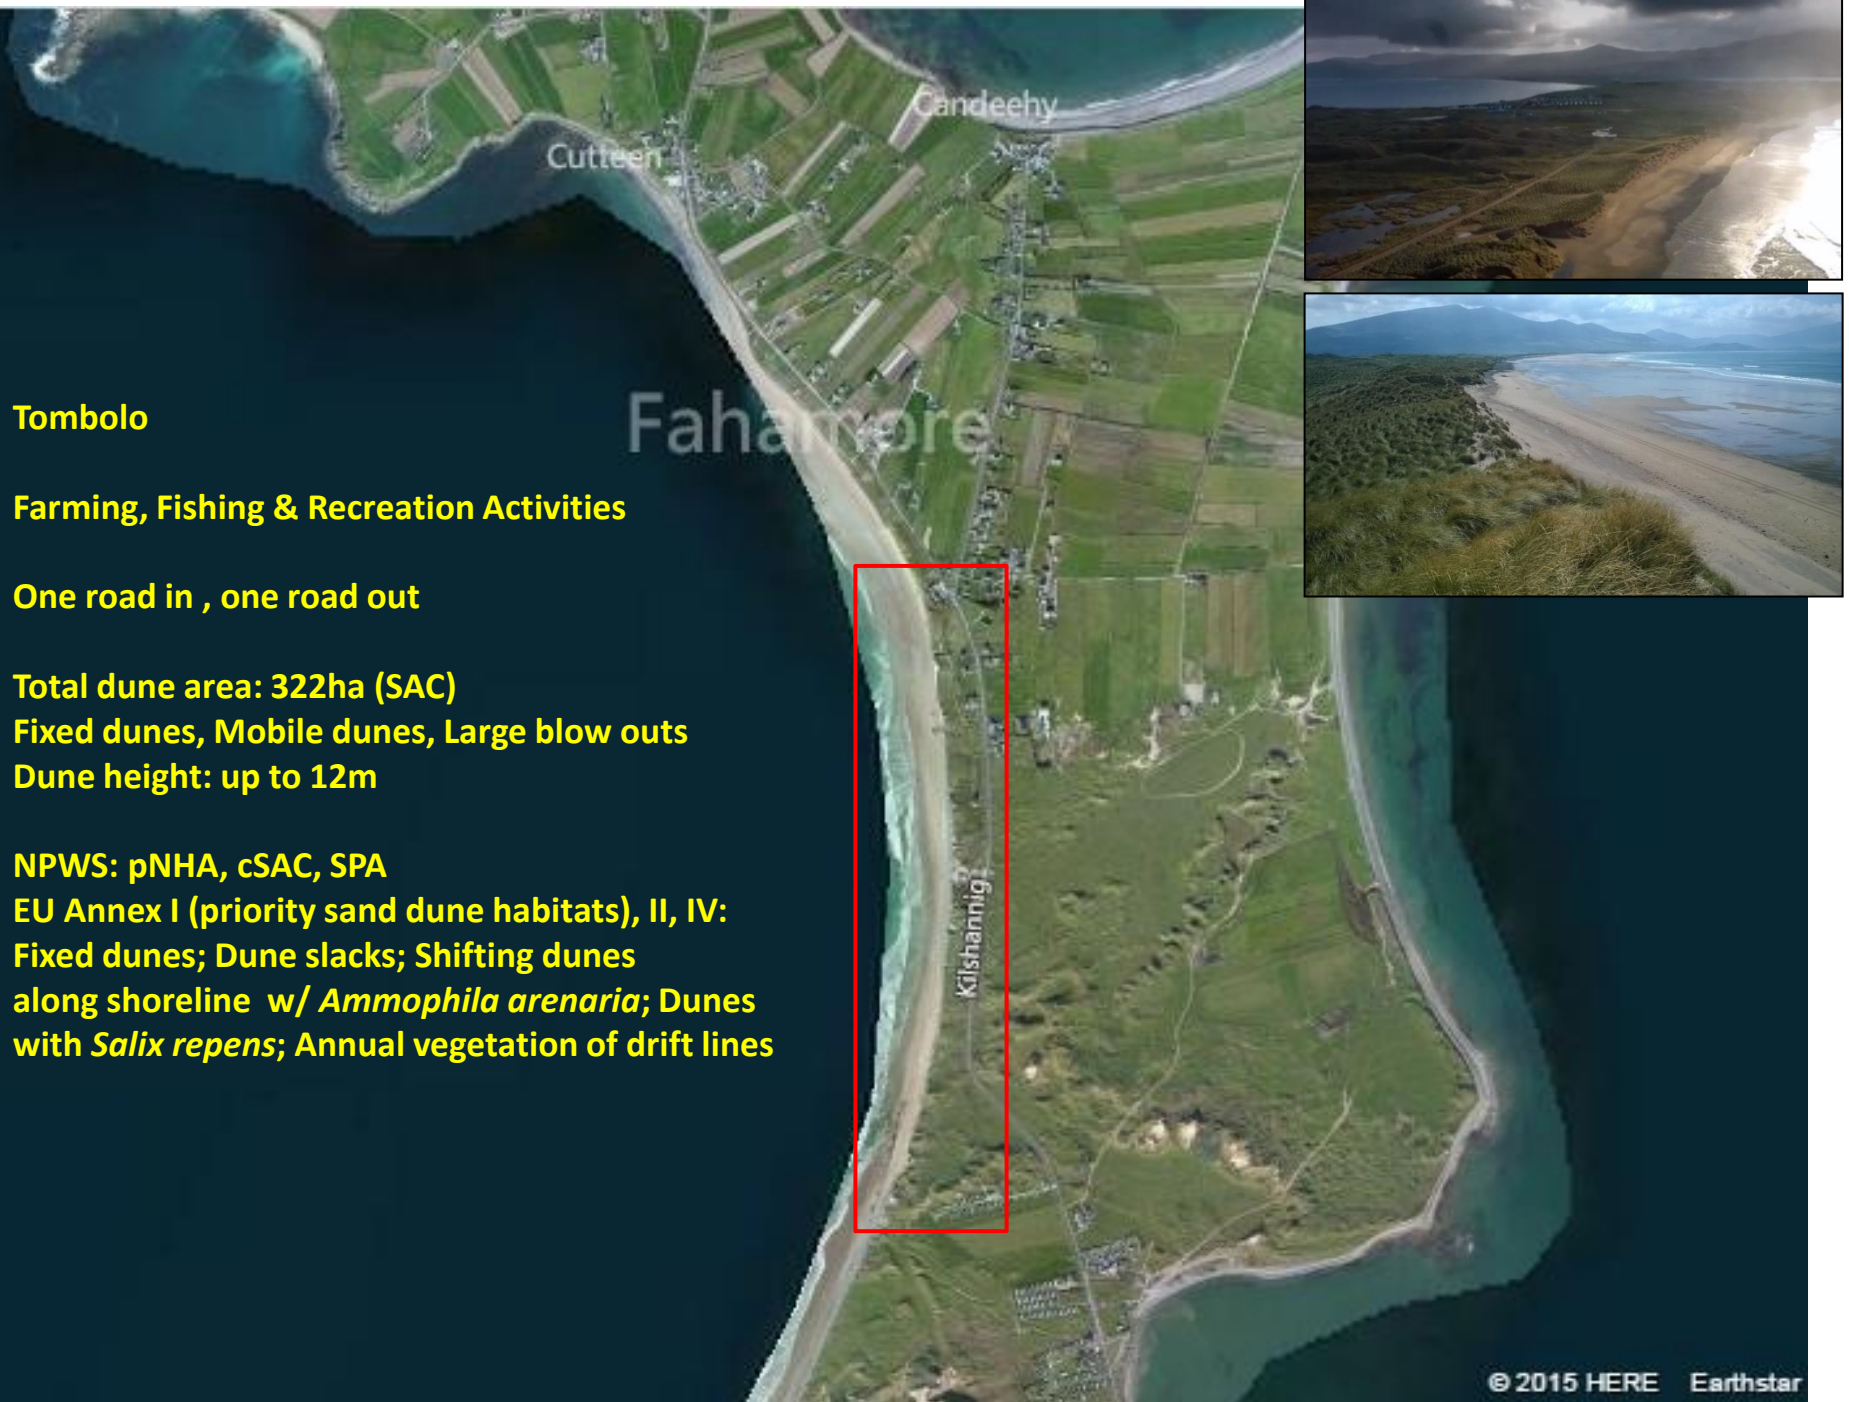 Candeehy
Cutteen
Fahamore
Tombolo
Farming, Fishing & Recreation Activities
One road in , one road out
Total dune area: 322ha (SAC)
Fixed dunes, Mobile dunes, Large blow outs
Dune height: up to 12m
NPWS: pNHA, cSAC, SPA
EU Annex I (priority sand dune habitats), II, IV:
Fixed dunes; Dune slacks; Shifting dunes
along shoreline w/ Ammophila arenaria; Dunes
with Salix repens; Annual vegetation of drift lines
Kilshannig
© 2015 HERE Earthstar